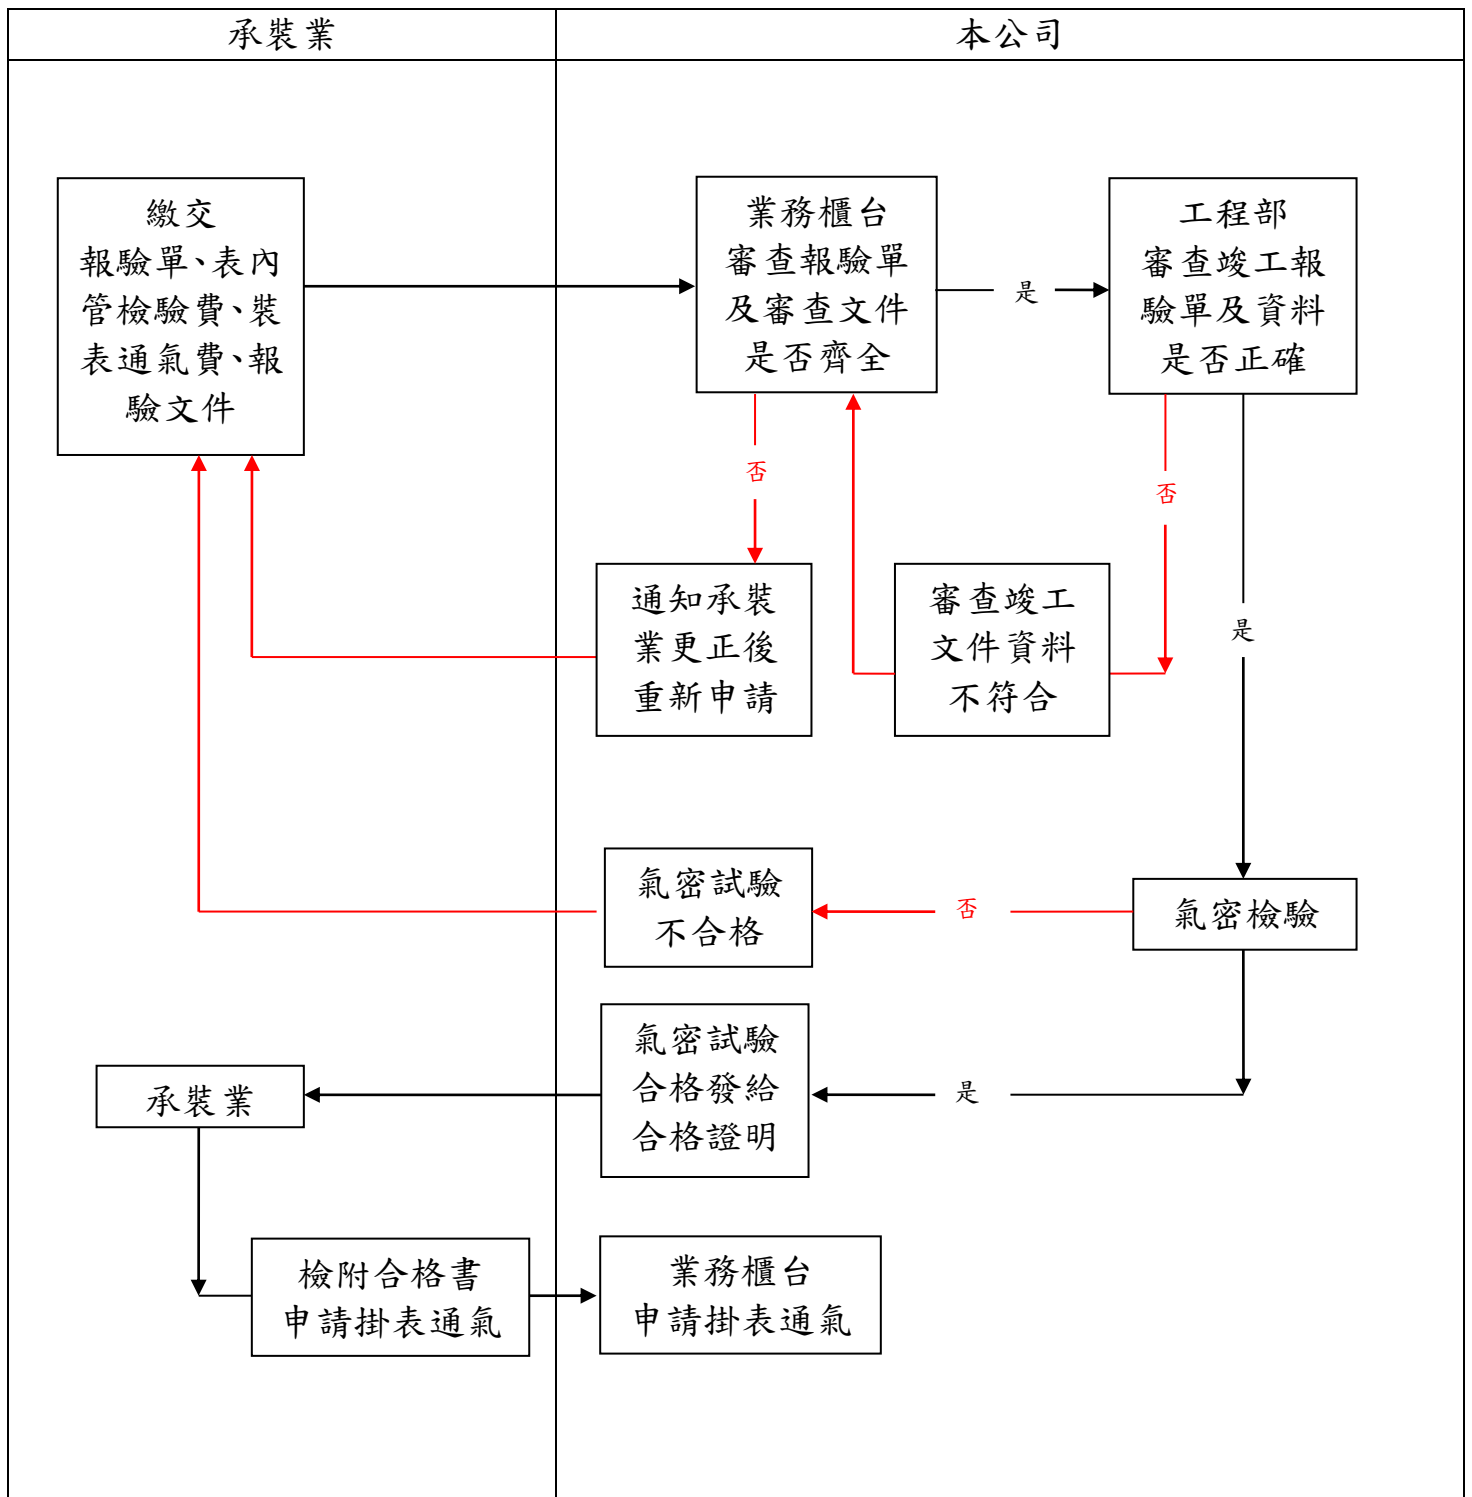 承裝業
本公司
繳交
報驗單、表內
管檢驗費、裝
表通氣費、報
驗文件
業務櫃台
審查報驗單
及審查文件
是否齊全
是
工程部
審查竣工報
驗單及資料
是否正確
否
否
通知承裝
業更正後
重新申請
審查竣工
文件資料
不符合
是
氣密試驗
不合格
否
氣密檢驗
氣密試驗
合格發給
合格證明
是
承裝業
檢附合格書
申請掛表通氣
業務櫃台
申請掛表通氣